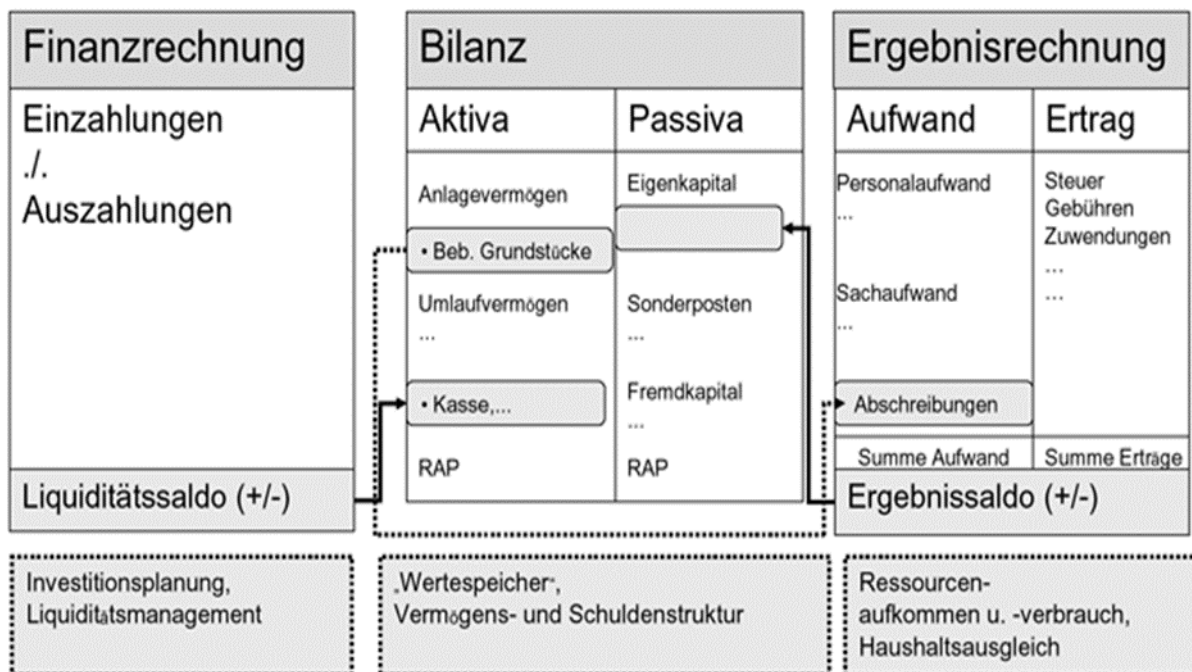 Finanzrechnung
Einzahlungen
./.
Auszahlungen
Liquiditätssaldo (+/-)
Bilanz
Aktiva
Anlagevermögen
• Beb. Grundstücke
Umlaufvermögen
...
• Kasse,...
RAP
Passiva
Eigenkapital
Sonderposten
...
Fremdkapital
...
RAP
Ergebnisrechnung
Aufwand
Personalaufwand
...
Sachaufwand
...
Abschreibungen
Summe Aufwand
Ertrag
Steuer
Gebühren
Zuwendungen
...
...
Summe Erträge
Ergebnissaldo (+/-)
Investitionsplanung,
Liquiditätsmanagement
„Wertespeicher“,
Vermögens- und Schuldenstruktur
Ressourcen-
aufkommen u. -verbrauch,
Haushaltsausgleich